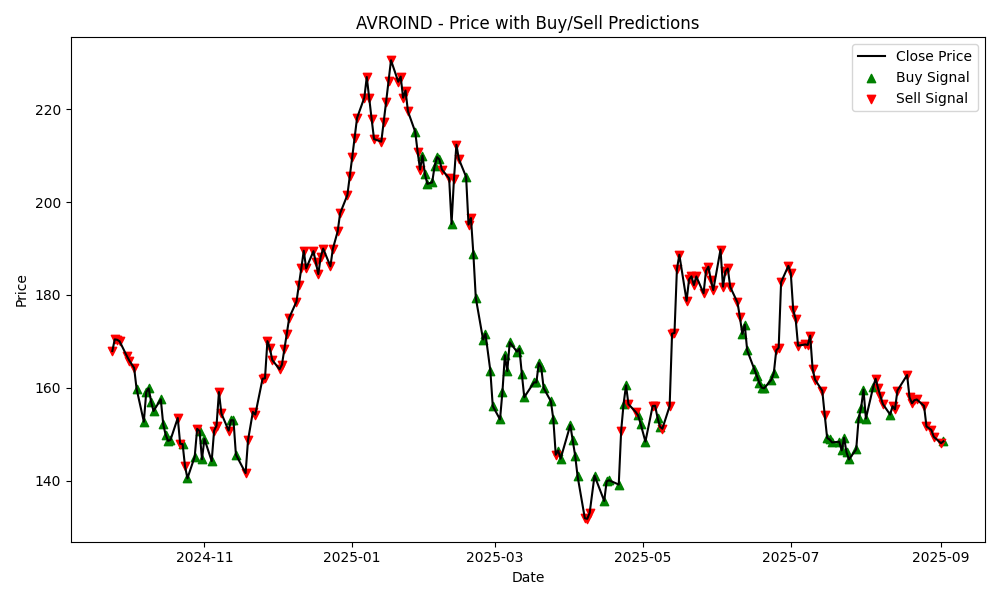 AVROIND - Price with Buy/Sell Predictions
Close Price
Buy Signal
Sell Signal
Price
220
200
180
160
140
2024-11
2025-01
2025-03
2025-05
2025-07
2025-09
Date